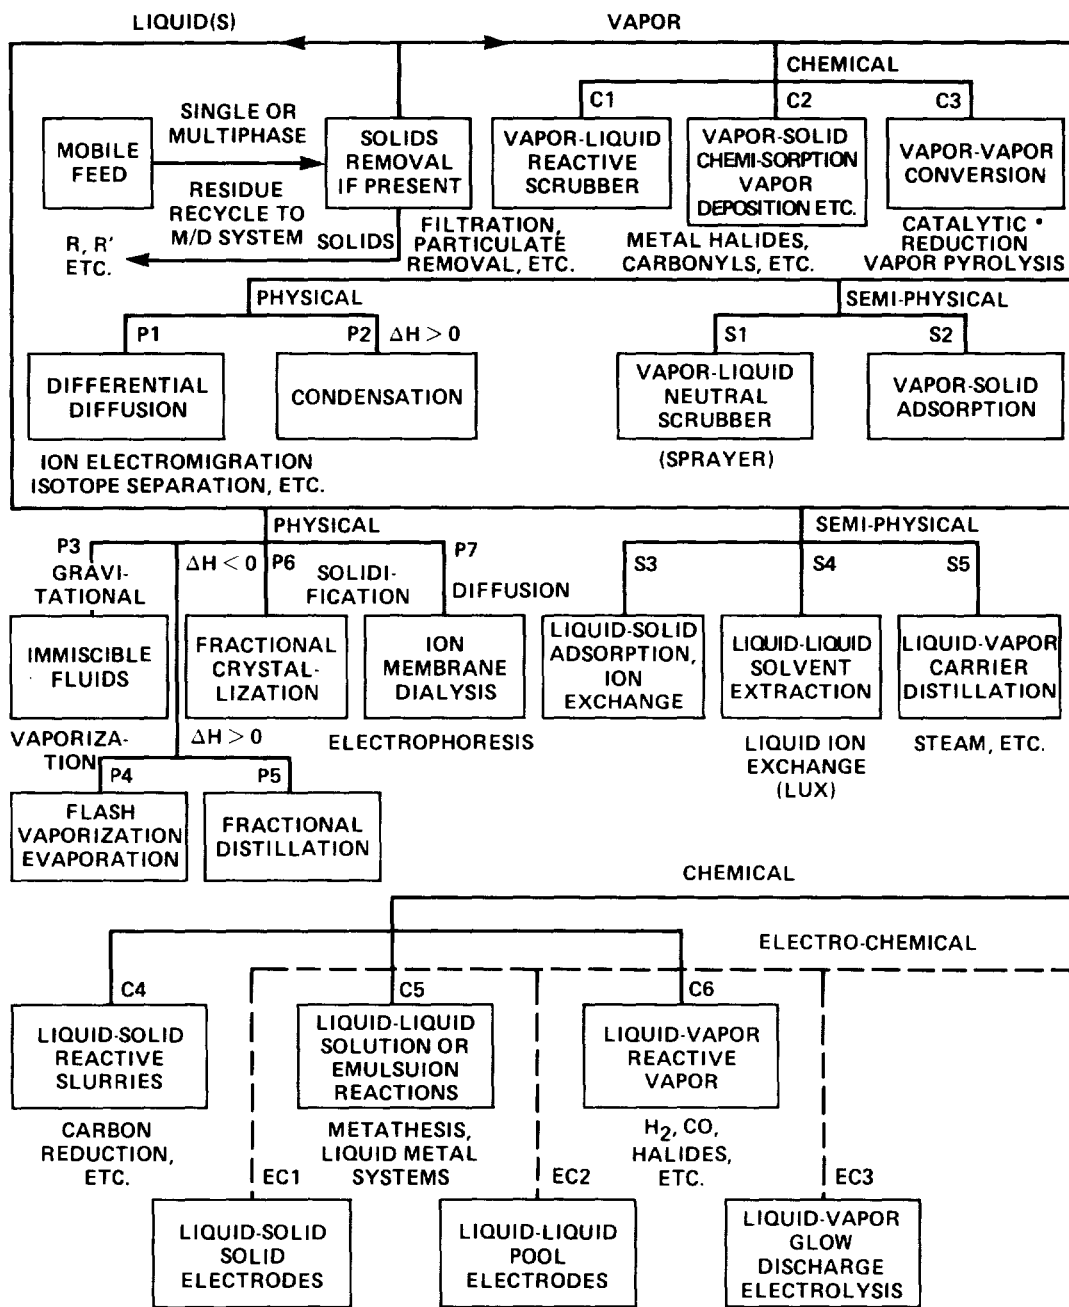 LIQUID(S)
VAPOR
CHEMICAL
C1
C2
C3
MOBILE
FEED
SINGLE OR
MULTIPHASE
RESIDUE
RECYCLE TO
M/D SYSTEM
SOLIDS
REMOVAL
IF PRESENT
VAPOR-LIQUID
REACTIVE
SCRUBBER
VAPOR-SOLID
CHEMI-SORPTION
VAPOR
DEPOSITION ETC.
VAPOR-VAPOR
CONVERSION
R, R'
ETC.
SOLIDS
FILTRATION,
PARTICULATE
REMOVAL, ETC.
METAL HALIDES,
CARBONYLS, ETC.
CATALYTIC •
REDUCTION
VAPOR PYROLYSIS
PHYSICAL
SEMI-PHYSICAL
P1
P2
ΔH > 0
S1
S2
DIFFERENTIAL
DIFFUSION
CONDENSATION
VAPOR-LIQUID
NEUTRAL
SCRUBBER
VAPOR-SOLID
ADSORPTION
ION ELECTROMIGRATION
ISOTOPE SEPARATION, ETC.
(SPRAYER)
PHYSICAL
SEMI-PHYSICAL
P3
GRAVI-
TATIONAL
ΔH < 0
P6
SOLIDI-
FICATION
P7
DIFFUSION
S3
S4
S5
IMMISCIBLE
FLUIDS
FRACTIONAL
CRYSTAL-
LIZATION
ION
MEMBRANE
DIALYSIS
LIQUID-SOLID
ADSORPTION,
ION
EXCHANGE
LIQUID-LIQUID
SOLVENT
EXTRACTION
LIQUID-VAPOR
CARRIER
DISTILLATION
VAPORIZA-
TION
ΔH > 0
ELECTROPHORESIS
LIQUID ION
EXCHANGE
(LUX)
STEAM, ETC.
P4
P5
FLASH
VAPORIZATION
EVAPORATION
FRACTIONAL
DISTILLATION
CHEMICAL
ELECTRO-CHEMICAL
C4
C5
C6
LIQUID-SOLID
REACTIVE
SLURRIES
LIQUID-LIQUID
SOLUTION OR
EMULSUION
REACTIONS
LIQUID-VAPOR
REACTIVE
VAPOR
CARBON
REDUCTION,
ETC.
METATHESIS,
LIQUID METAL
SYSTEMS
H2, CO,
HALIDES,
ETC.
EC1
EC2
EC3
LIQUID-SOLID
SOLID
ELECTRODES
LIQUID-LIQUID
POOL
ELECTRODES
LIQUID-VAPOR
GLOW
DISCHARGE
ELECTROLYSIS